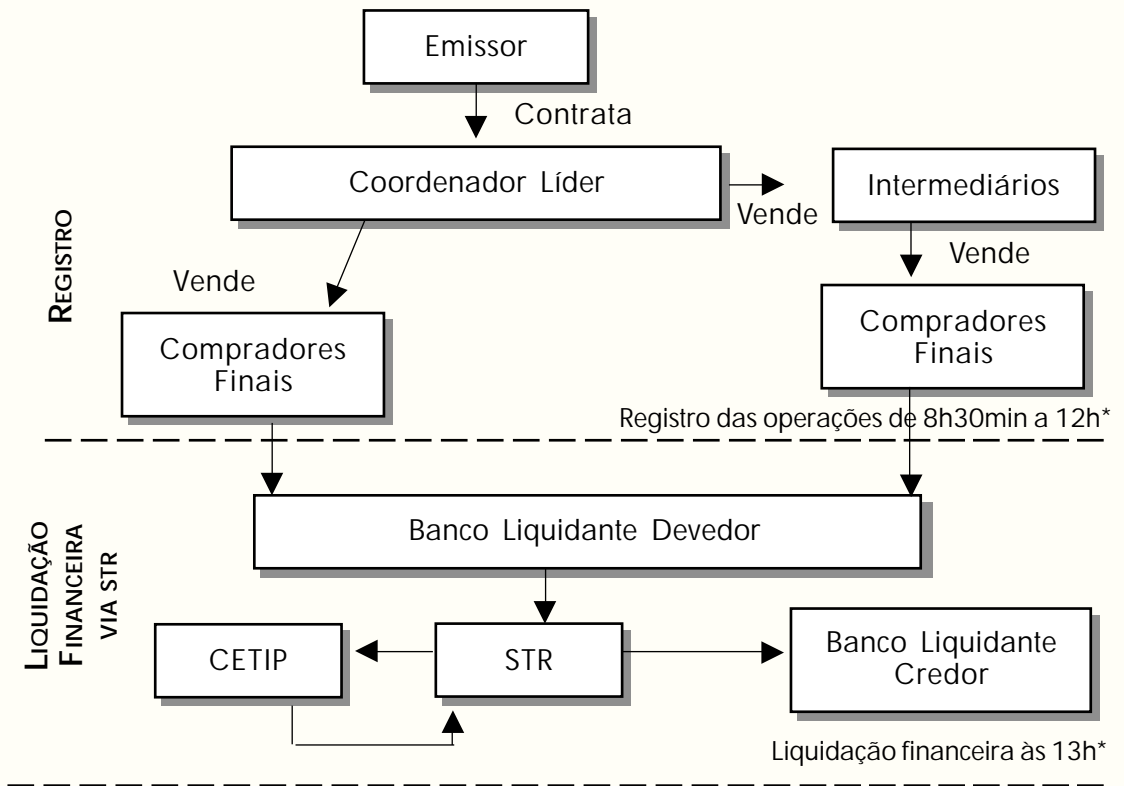 Emissor
Contrata
Coordenador Líder
Vende
Intermediários
Vende
Vende
Compradores
Finais
Compradores
Finais
REGISTRO
Registro das operações de 8h30min a 12h*
Banco Liquidante Devedor
LIQUIDAÇÃO
FINANCEIRA
VIA STR
CETIP
STR
Banco Liquidante
Credor
Liquidação financeira às 13h*